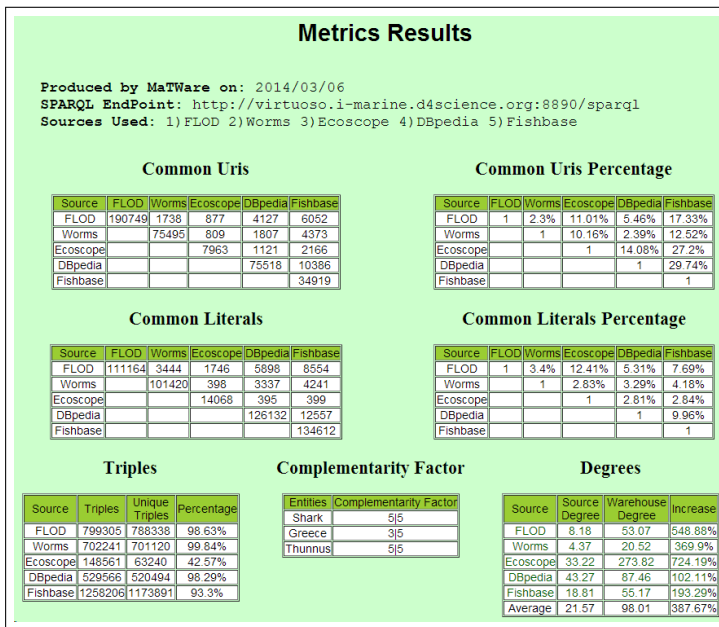 Metrics Results
Produced by MaTWare on: 2014/03/06
SPARQL EndPoint: http://virtuoso.i-marine.d4science.org:8890/sparql
Sources Used: 1)FLOD 2)Worms 3)Ecoscope 4)DBpedia 5)Fishbase
Common Uris
Source FLOD Worms Ecoscope DBpedia Fishbase
FLOD 190749 1738 877 4127 6052
Worms 75495 809 1807 4373
Ecoscope 7963 1121 2166
DBpedia 75518 10386
Fishbase 34919
Common Uris Percentage
Source FLOD Worms Ecoscope DBpedia Fishbase
FLOD 1 2.3% 11.01% 5.46% 17.33%
Worms 1 10.16% 2.39% 12.52%
Ecoscope 1 14.08% 27.2%
DBpedia 1 29.74%
Fishbase 1
Common Literals
Source FLOD Worms Ecoscope DBpedia Fishbase
FLOD 111164 3444 1746 5898 8554
Worms 101420 398 3337 4241
Ecoscope 14068 395 399
DBpedia 126132 12557
Fishbase 134612
Common Literals Percentage
Source FLOD Worms Ecoscope DBpedia Fishbase
FLOD 1 3.4% 12.41% 5.31% 7.69%
Worms 1 2.83% 3.29% 4.18%
Ecoscope 1 2.81% 2.84%
DBpedia 1 9.96%
Fishbase 1
Triples
Source Triples Unique Triples Percentage
FLOD 799305 788338 98.63%
Worms 702241 701120 99.84%
Ecoscope 148561 63240 42.57%
DBpedia 529566 520494 98.29%
Fishbase 1258206 1173891 93.3%
Complementarity Factor
Entities Complementarity Factor
Shark 5|5
Greece 3|5
Thunnus 5|5
Degrees
Source Source Degree Warehouse Degree Increase
FLOD 8.18 53.07 548.88%
Worms 4.37 20.52 369.9%
Ecoscope 33.22 273.82 724.19%
DBpedia 43.27 87.46 102.11%
Fishbase 18.81 55.17 193.29%
Average 21.57 98.01 387.67%